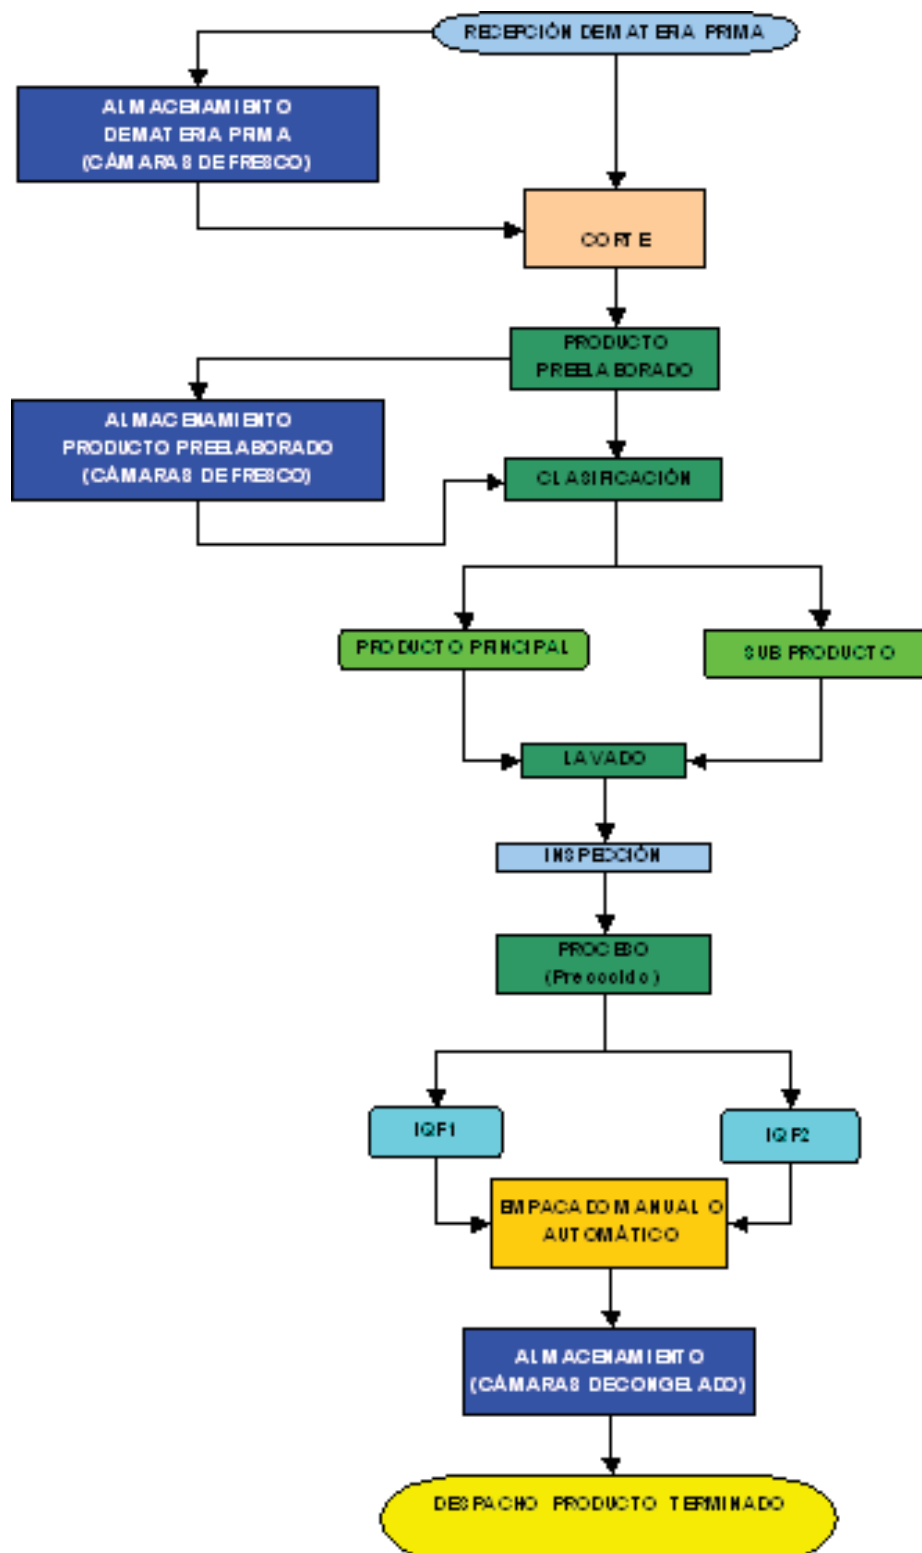 RECEPCIÓN DE MATERIA PRIMA
ALMACENAMIENTO
DE MATERIA PRIMA
(CÁMARAS DE FRESCO)
CORTE
PRODUCTO
PREELABORADO
ALMACENAMIENTO
PRODUCTO PREELABORADO
(CÁMARAS DE FRESCO)
CLASIFICACIÓN
PRODUCTO PRINCIPAL
SUB PRODUCTO
LAVADO
INSPECCIÓN
PROCESO
(Precocido)
IQF1
IQF2
EMPACADO MANUAL O
AUTOMÁTICO
ALMACENAMIENTO
(CÁMARAS DE CONGELADO)
DESPACHO PRODUCTO TERMINADO